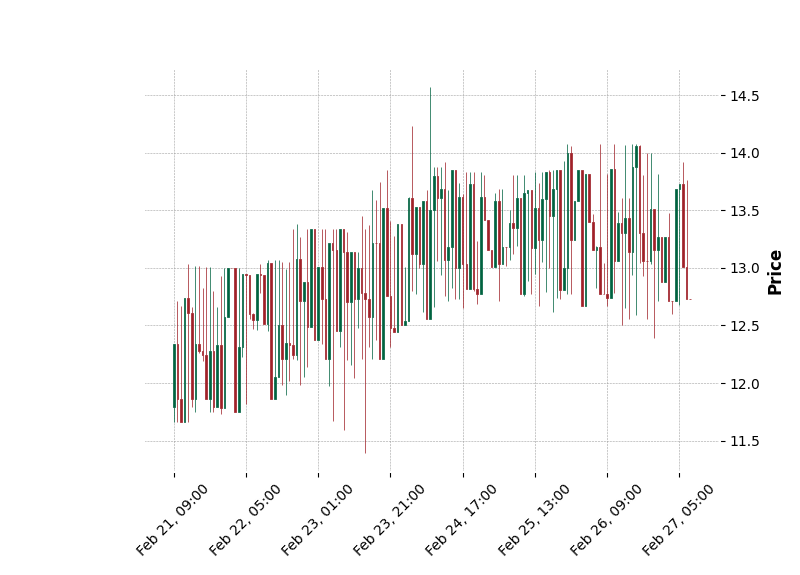 14.5
14.0
13.5
13.0
12.5
12.0
11.5
Price
Feb 21, 09:00
Feb 22, 05:00
Feb 23, 01:00
Feb 23, 21:00
Feb 24, 17:00
Feb 25, 13:00
Feb 26, 09:00
Feb 27, 05:00